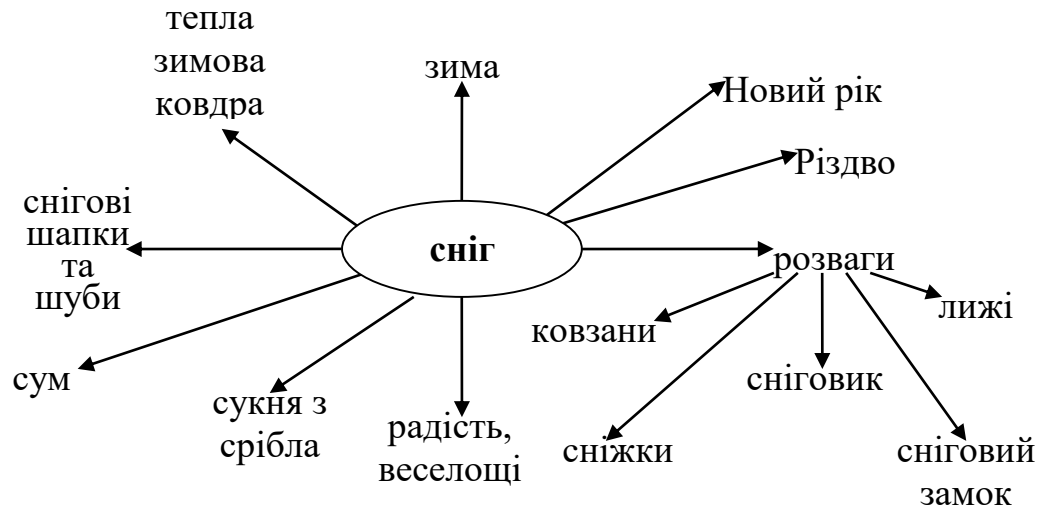 тепла
зимова
ковдра
зима
Новий рік
Різдво
снігові
шапки
та
шуби
сніг
розваги
лижі
ковзани
сум
сніговик
сукня з
срібла
радість,
веселощі
сніжки
сніговий
замок